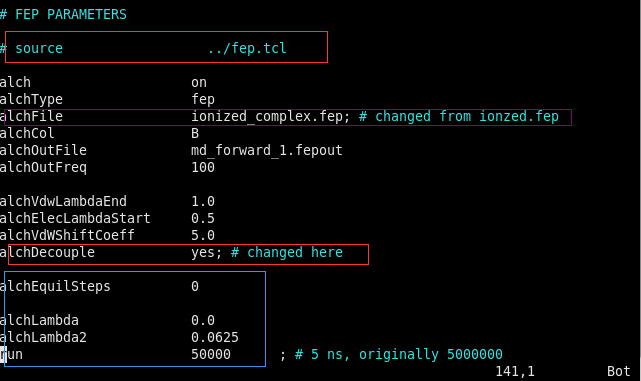 # FEP PARAMETERS
# source ../fep.tcl
alch on
alchType fep
alchFile ionized_complex.fep; # changed from ionzed.fep
alchCol B
alchOutFile md_forward_1.fepout
alchOutFreq 100
alchVdwLambdaEnd 1.0
alchElecLambdaStart 0.5
alchVdWShiftCoeff 5.0
alchDecouple yes; # changed here
alchEquilSteps 0
alchLambda 0.0
alchLambda2 0.0625
run 50000 ; # 5 ns, originally 5000000
141,1 Bot